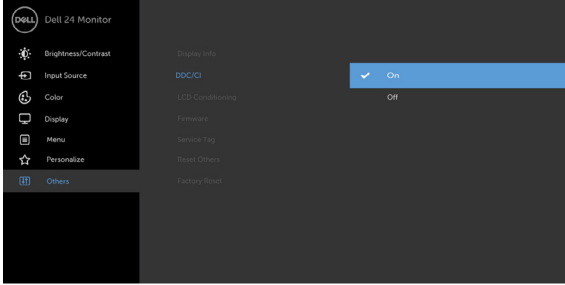 DELL Dell 24 Monitor
Brightness/Contrast
Input Source
Color
Display
Menu
Personalize
Others
Display Info
DDC/CI
LCD Conditioning
Firmware
Service Tag
Reset Others
Factory Reset
On
Off